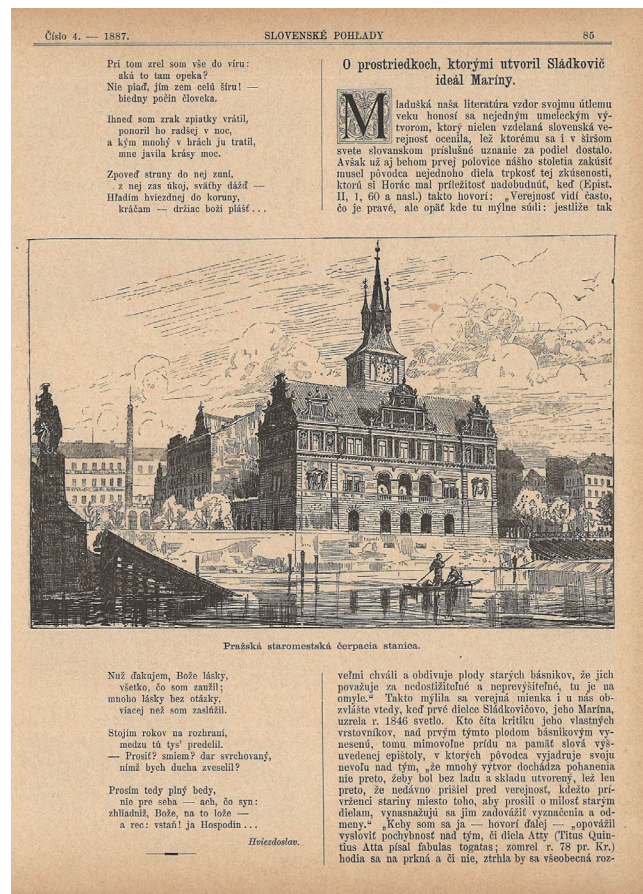 Číslo 4. — 1887.
SLOVENSKÉ POHĽADY
85
Pri tom zrel som vše do víru:
aká to tam opeka?
Nie piaď, jím zem celú šíru! —
biedny počin človeka.
Ihneď som zrak zpiatky vrátil,
ponoril ho radšej v noc,
a kým mnohý v hrách ju tratil,
mne javila krásy moc.
Zpoveď struny do nej zuní,
z nej zas úkoj, sväťby dážď —
Hľadím hviezdnej do koruny,
kráčam — držiac boží plášť...
O prostriedkoch, ktorými utvoril Sládkovič
ideál Maríny.
Mladušká naša literatúra vzdor svojmu útlemu
veku honosí sa nejedným umeleckým vý-
tvorom, ktorý nielen vzdelaná slovenská ve-
rejnosť ocenila, lež ktorému sa i v širšom
svete slovanskom príslušné uznanie za podiel dostalo.
Avšak už aj behom prvej polovice nášho stoletia zakúsiť
musel pôvodca nejednoho diela trpkosť tej zkúsenosti,
ktorú si Horác mal príležitosť nadobudnúť, keď (Epist.
II, 1, 60 a nasl.) takto hovorí: „Verejnosť vidí často,
čo je pravé, ale opäť kde tu mýlne súdi: jestliže tak
Pražská staromestská čerpacia stanica.
Nuž ďakujem, Bože lásky,
všetko, čo som zaužil;
mnoho lásky bez otázky,
viacej než som zaslúžil.
Stojím rokov na rozhraní,
medzu tú tys' predelil.
— Prosiť? smiem? dar svrchovaný,
nímž bych ducha zveselil?
Prosím tedy plný bedy,
nie pre seba — ach, čo syn:
zhliadniž, Bože, na to lože —
a rec: vstaň! ja Hospodin...
Hviezdoslav.
veľmi chváli a obdivuje plody starých básnikov, že jich
považuje za nedostižiteľné a neprevýšiteľné, tu je na
omyle.“ Takto mýlila sa verejná mienka i u nás ob-
zvlášte vtedy, keď prvé dielce Sládkovičovo, jeho Marína,
uzrela r. 1846 svetlo. Kto číta kritiku jeho vlastných
vrstovníkov, nad prvým týmto plodom básnikovým vy-
nesenú, tomu mimovoľne prídu na pamäť slová výš-
uvedenej epištoly, v ktorých pôvodca vyjadruje svoju
nevoľu nad tým, „že mnohý výtvor dochádza pohanenia
nie preto, žeby bol bez ladu a skladu utvorený, lež len
preto, že nedávno prišiel pred verejnosť, kdežto pri-
vrženci stariny miesto toho, aby prosili o milosť starým
dielam, vynasnažujú sa jím zadovážiť vyznačenia a od-
meny.“ „Keby som sa ja — hovorí ďalej — „opovážil
vysloviť pochybnosť nad tým, či diela Atty (Titus Quin-
tius Atta písal fabulas togatas; zomrel r. 78 pr. Kr.)
hodia sa na prkná a či nie, ztrhla by sa všeobecná roz-